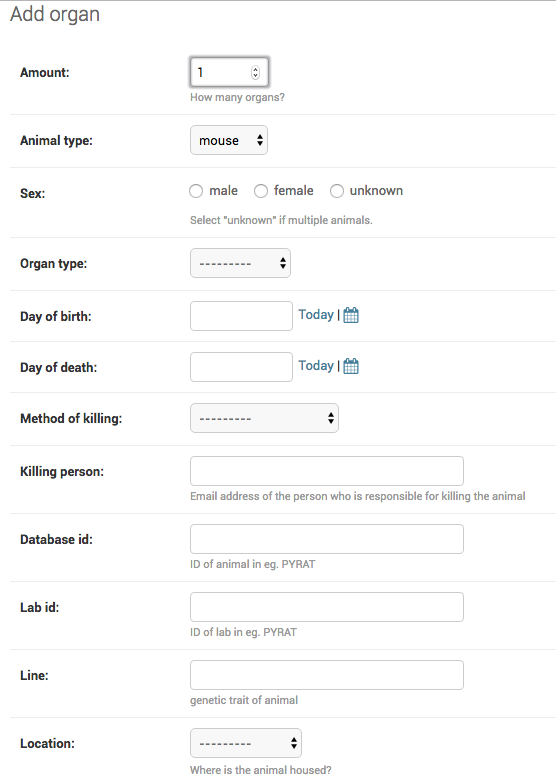 Add organ
Amount: 1
How many organs?
Animal type: mouse
Sex: male female unknown
Select "unknown" if multiple animals.
Organ type: ---------
Day of birth: Today |
Day of death: Today |
Method of killing: ---------
Killing person:
Email address of the person who is responsible for killing the animal
Database id:
ID of animal in eg. PYRAT
Lab id:
ID of lab in eg. PYRAT
Line:
genetic trait of animal
Location: ---------
Where is the animal housed?